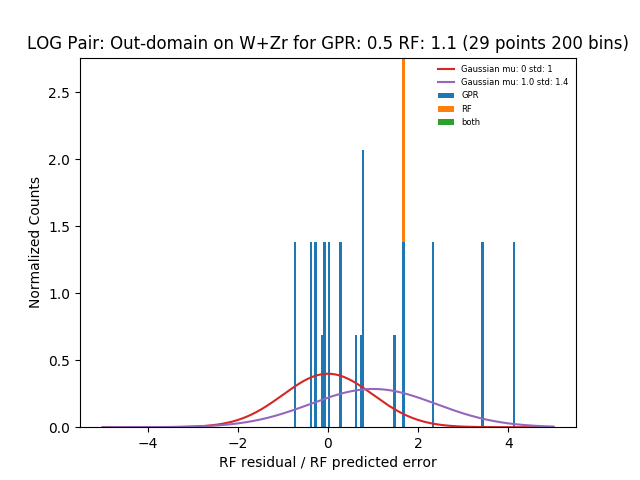 LOG Pair: Out-domain on W+Zr for GPR: 0.5 RF: 1.1 (29 points 200 bins)
Gaussian mu: 0 std: 1
Gaussian mu: 1.0 std: 1.4
GPR
RF
both
Normalized Counts
2.5
2.0
1.5
1.0
0.5
0.0
−4
−2
0
2
4
RF residual / RF predicted error